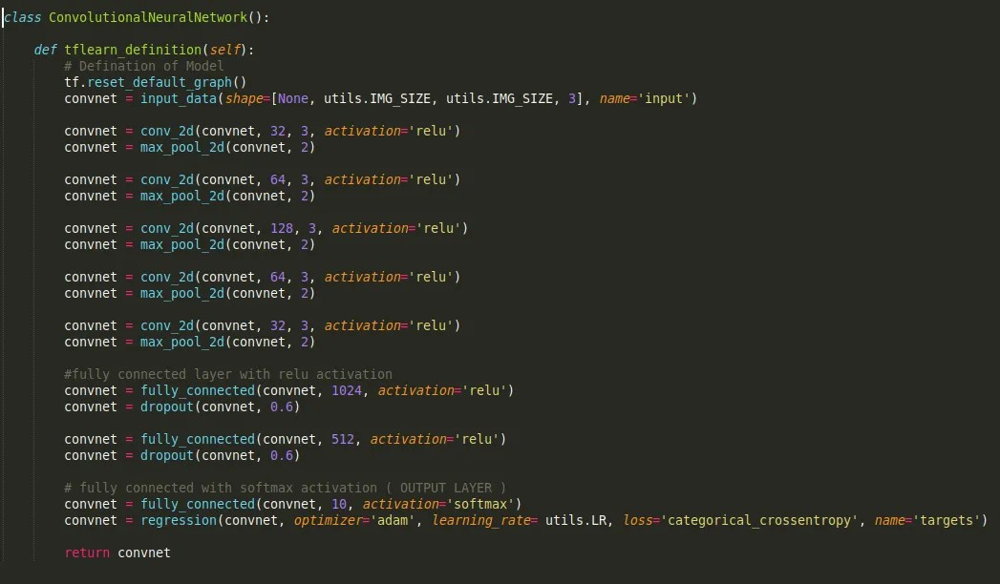 class ConvolutionalNeuralNetwork():
def tflearn_definition(self):
# Defination of Model
tf.reset_default_graph()
convnet = input_data(shape=[None, utils.IMG_SIZE, utils.IMG_SIZE, 3], name='input')
convnet = conv_2d(convnet, 32, 3, activation='relu')
convnet = max_pool_2d(convnet, 2)
convnet = conv_2d(convnet, 64, 3, activation='relu')
convnet = max_pool_2d(convnet, 2)
convnet = conv_2d(convnet, 128, 3, activation='relu')
convnet = max_pool_2d(convnet, 2)
convnet = conv_2d(convnet, 64, 3, activation='relu')
convnet = max_pool_2d(convnet, 2)
convnet = conv_2d(convnet, 32, 3, activation='relu')
convnet = max_pool_2d(convnet, 2)
#fully connected layer with relu activation
convnet = fully_connected(convnet, 1024, activation='relu')
convnet = dropout(convnet, 0.6)
convnet = fully_connected(convnet, 512, activation='relu')
convnet = dropout(convnet, 0.6)
# fully connected with softmax activation ( OUTPUT LAYER )
convnet = fully_connected(convnet, 10, activation='softmax')
convnet = regression(convnet, optimizer='adam', learning_rate= utils.LR, loss='categorical_crossentropy', name='targets')
return convnet